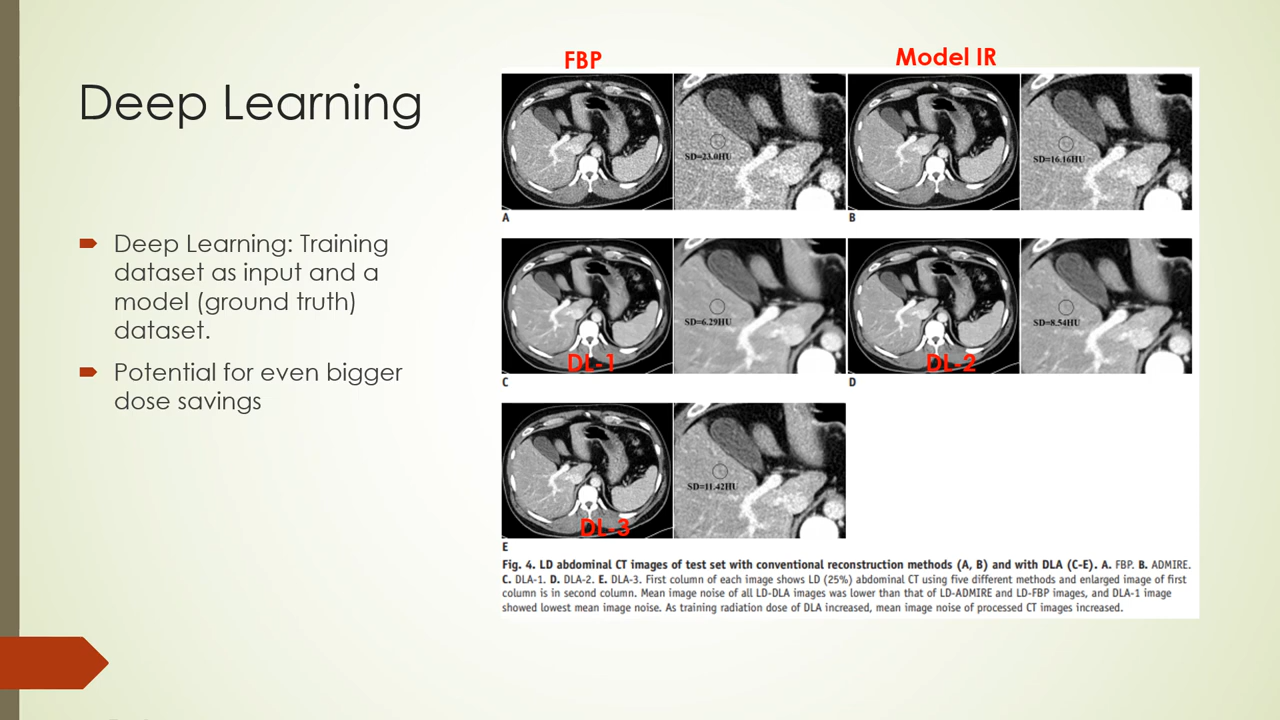 Deep Learning
Deep Learning: Training
dataset as input and a
model (ground truth)
dataset.
Potential for even bigger
dose savings
FBP
Model IR
SD=23.0HU
SD=16.16HU
A
B
SD=6.29HU
SD=8.54HU
DL-1
DL-2
C
D
SD=11.42HU
DL-3
E
Fig. 4. LD abdominal CT images of test set with conventional reconstruction methods (A, B) and with DLA (C-E). A. FBP. B. ADMIRE.
C. DLA-1. D. DLA-2. E. DLA-3. First column of each image shows LD (25%) abdominal CT using five different methods and enlarged image of first
column is in second column. Mean image noise of all LD-DLA images was lower than that of LD-ADMIRE and LD-FBP images, and DLA-1 image
showed lowest mean image noise. As training radiation dose of DLA increased, mean image noise of processed CT images increased.